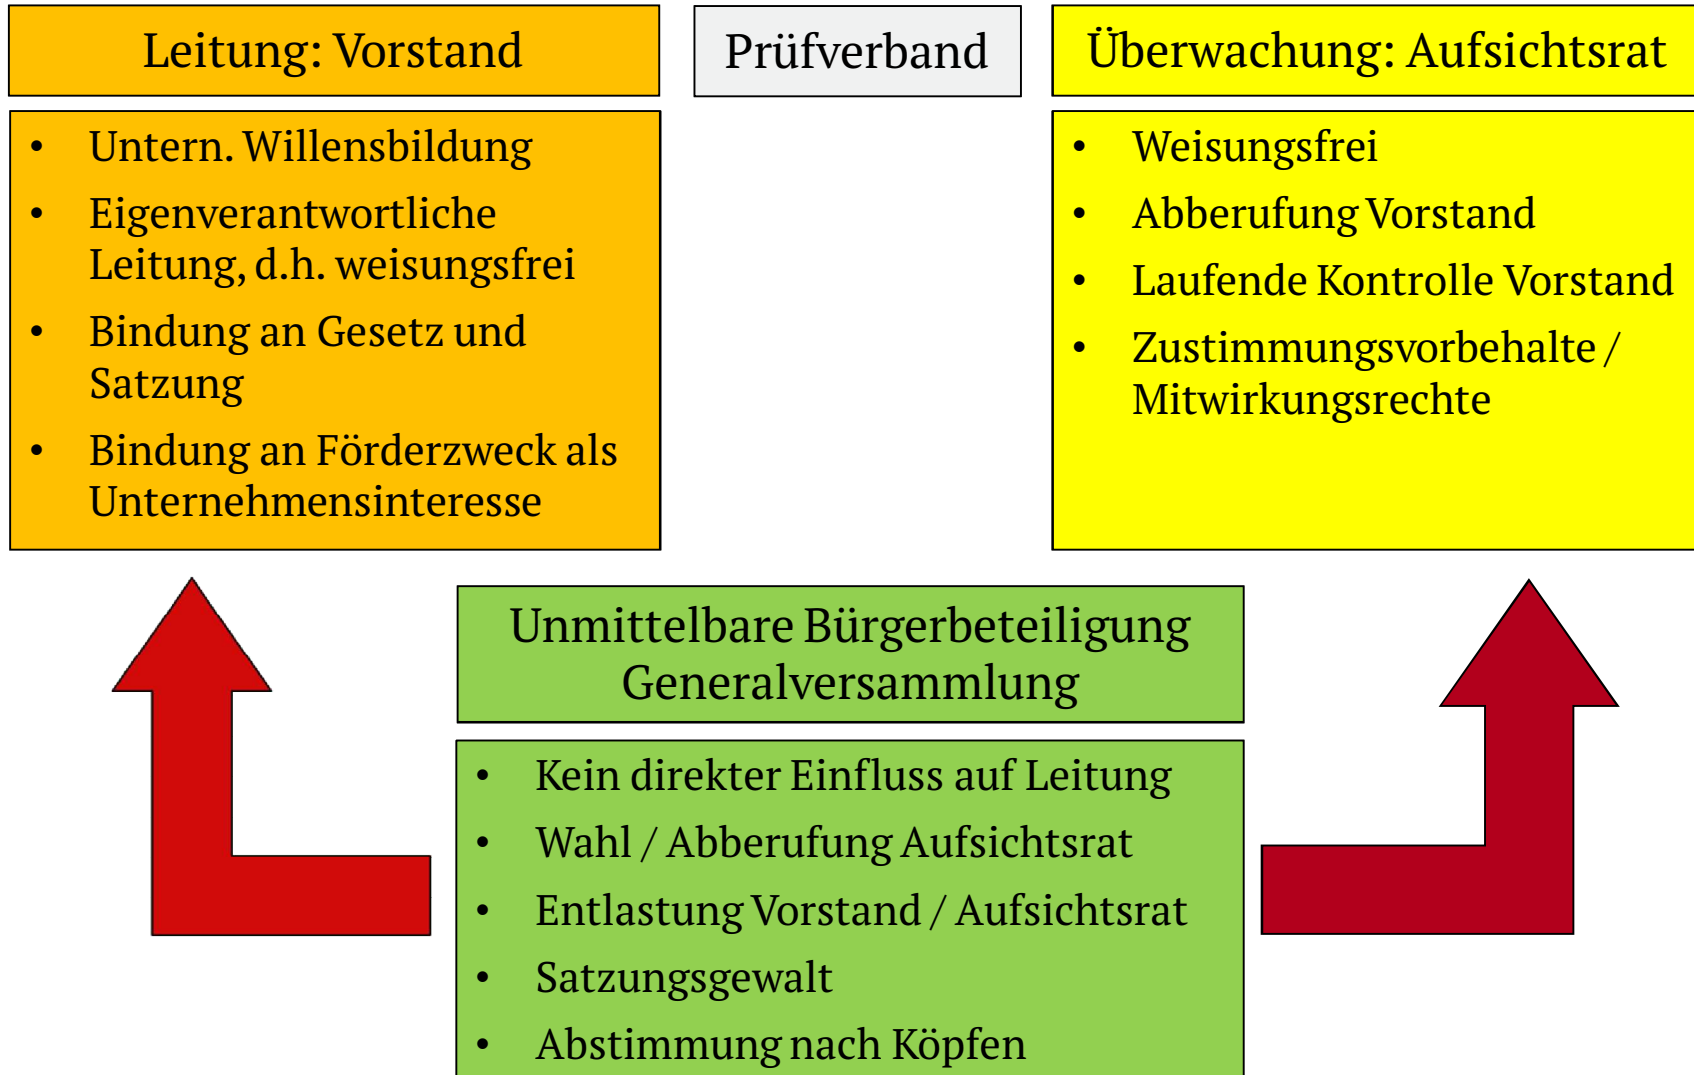 Leitung: Vorstand
• Untern. Willensbildung
• Eigenverantwortliche
Leitung, d.h. weisungsfrei
• Bindung an Gesetz und
Satzung
• Bindung an Förderzweck als
Unternehmensinteresse
Prüfverband
Überwachung: Aufsichtsrat
• Weisungsfrei
• Abberufung Vorstand
• Laufende Kontrolle Vorstand
• Zustimmungsvorbehalte /
Mitwirkungsrechte
Unmittelbare Bürgerbeteiligung
Generalversammlung
• Kein direkter Einfluss auf Leitung
• Wahl / Abberufung Aufsichtsrat
• Entlastung Vorstand / Aufsichtsrat
• Satzungsgewalt
• Abstimmung nach Köpfen